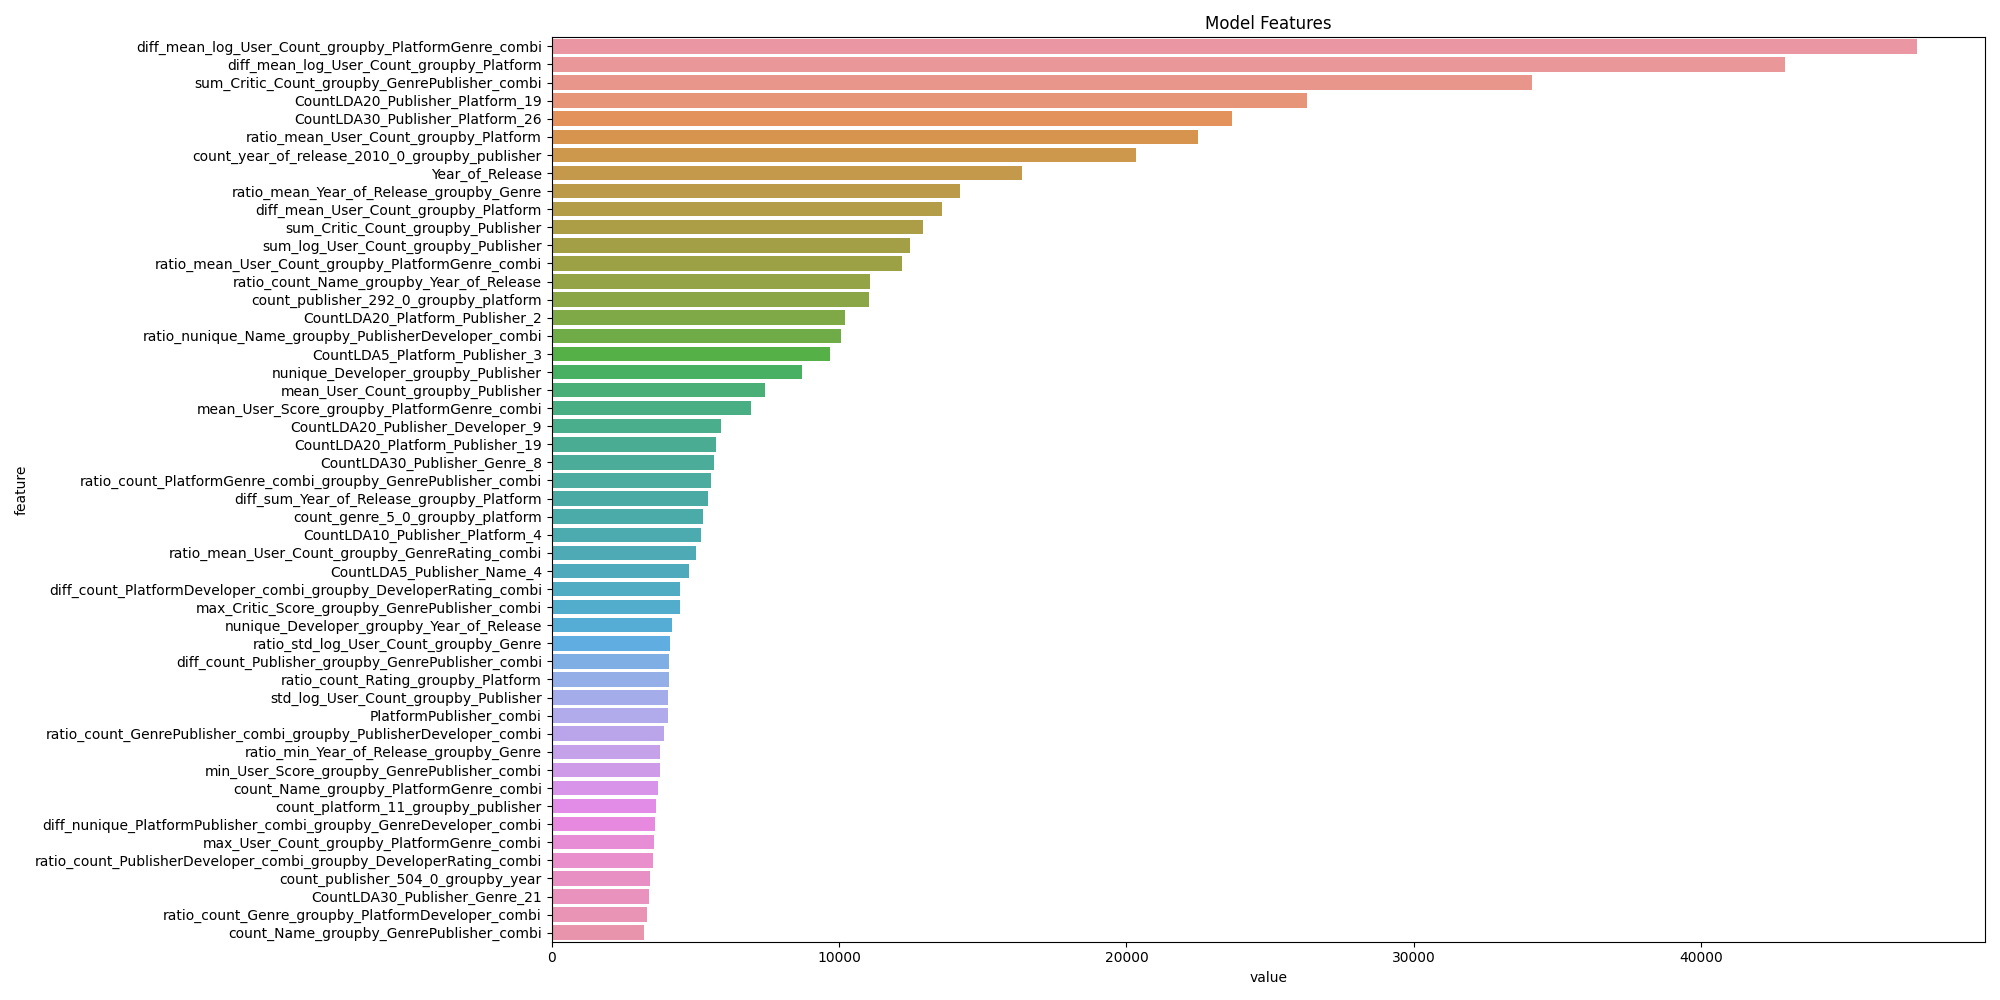 Model Features
diff_mean_log_User_Count_groupby_PlatformGenre_combi
diff_mean_log_User_Count_groupby_Platform
sum_Critic_Count_groupby_GenrePublisher_combi
CountLDA20_Publisher_Platform_19
CountLDA30_Publisher_Platform_26
ratio_mean_User_Count_groupby_Platform
count_year_of_release_2010_0_groupby_publisher
Year_of_Release
ratio_mean_Year_of_Release_groupby_Genre
diff_mean_User_Count_groupby_Platform
sum_Critic_Count_groupby_Publisher
sum_log_User_Count_groupby_Publisher
ratio_mean_User_Count_groupby_PlatformGenre_combi
ratio_count_Name_groupby_Year_of_Release
count_publisher_292_0_groupby_platform
CountLDA20_Platform_Publisher_2
ratio_nunique_Name_groupby_PublisherDeveloper_combi
CountLDA5_Platform_Publisher_3
nunique_Developer_groupby_Publisher
mean_User_Count_groupby_Publisher
mean_User_Score_groupby_PlatformGenre_combi
CountLDA20_Publisher_Developer_9
CountLDA20_Platform_Publisher_19
CountLDA30_Publisher_Genre_8
ratio_count_PlatformGenre_combi_groupby_GenrePublisher_combi
diff_sum_Year_of_Release_groupby_Platform
count_genre_5_0_groupby_platform
CountLDA10_Publisher_Platform_4
ratio_mean_User_Count_groupby_GenreRating_combi
CountLDA5_Publisher_Name_4
diff_count_PlatformDeveloper_combi_groupby_DeveloperRating_combi
max_Critic_Score_groupby_GenrePublisher_combi
nunique_Developer_groupby_Year_of_Release
ratio_std_log_User_Count_groupby_Genre
diff_count_Publisher_groupby_GenrePublisher_combi
ratio_count_Rating_groupby_Platform
std_log_User_Count_groupby_Publisher
PlatformPublisher_combi
ratio_count_GenrePublisher_combi_groupby_PublisherDeveloper_combi
ratio_min_Year_of_Release_groupby_Genre
min_User_Score_groupby_GenrePublisher_combi
count_Name_groupby_PlatformGenre_combi
count_platform_11_groupby_publisher
diff_nunique_PlatformPublisher_combi_groupby_GenreDeveloper_combi
max_User_Count_groupby_PlatformGenre_combi
ratio_count_PublisherDeveloper_combi_groupby_DeveloperRating_combi
count_publisher_504_0_groupby_year
CountLDA30_Publisher_Genre_21
ratio_count_Genre_groupby_PlatformDeveloper_combi
count_Name_groupby_GenrePublisher_combi
feature
0 10000 20000 30000 40000
value